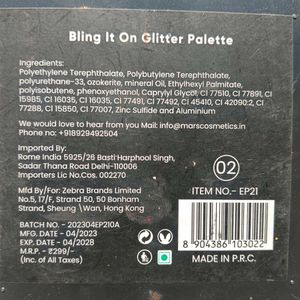 Bling It On Glitter Palette
Ingredients:
Polyethylene Terephthalate, Polybutylene Terephthalate,
polyurethane-33, ozokerite, mineral oil, Ethylhexyl Palmitate,
polyisobutene, phenoxyethanol, Caprylyl Glycol, CI 77510, CI 77891, CI
15985, CI 16035, CI 77491, CI 77492, CI 45410, CI 42090:2, CI
77288, CI 15850, CI 77007, Zinc Sulfide and Aluminium
We would love to hear from you Mail: info@marscosmetics.in
Phone no: +918929492504
Imported By:
Rome India 5925/26 Basti Harphool Singh,
Sadar Thana Road Delhi-110006
Importers Lic No.Cos. 002270
02
Mfd By/For: Zebra Brands Limited
No.5, 17/F, Strand 50, 50 Bonham
Strand, Sheung \Wan, Hong Kong
ITEM NO.- EP21
BATCH NO. - 202304EP210A
MFG DATE - 04/2023
EXP. DATE - 04/2028
M.R.P. - ₹299/-
(Inc. of All Taxes)
8 904386 103022
MADE IN P.R.C.